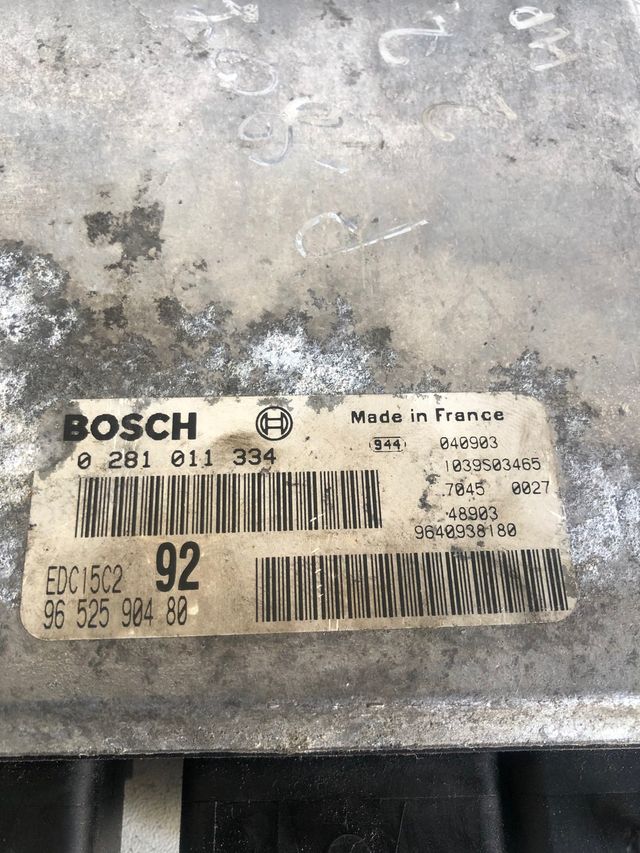 BOSCH
Made in France
0 281 011 334
944 040903
1039S03465
7045 0027
48903
9640938180
EDC15C2 92
96 525 904 80